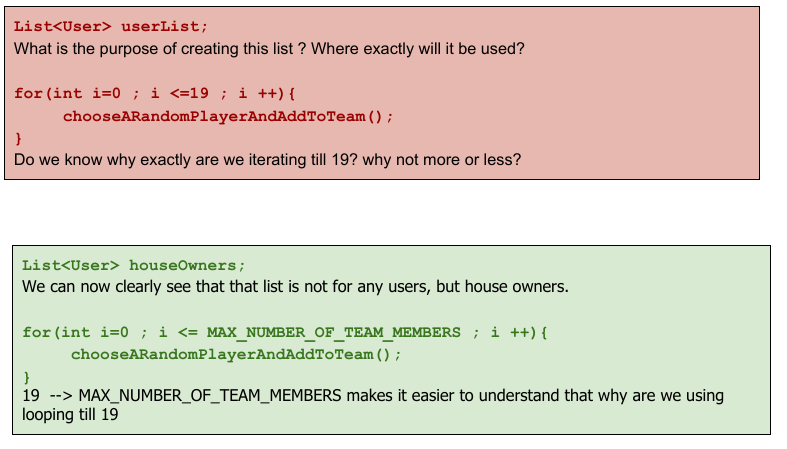 List<User> userList;
What is the purpose of creating this list ? Where exactly will it be used?
for(int i=0 ; i <=19 ; i ++){
chooseARandomPlayerAndAddToTeam();
}
Do we know why exactly are we iterating till 19? why not more or less?
List<User> houseOwners;
We can now clearly see that that list is not for any users, but house owners.
for(int i=0 ; i <= MAX_NUMBER_OF_TEAM_MEMBERS ; i ++){
chooseARandomPlayerAndAddToTeam();
}
19 --> MAX_NUMBER_OF_TEAM_MEMBERS makes it easier to understand that why are we using
looping till 19